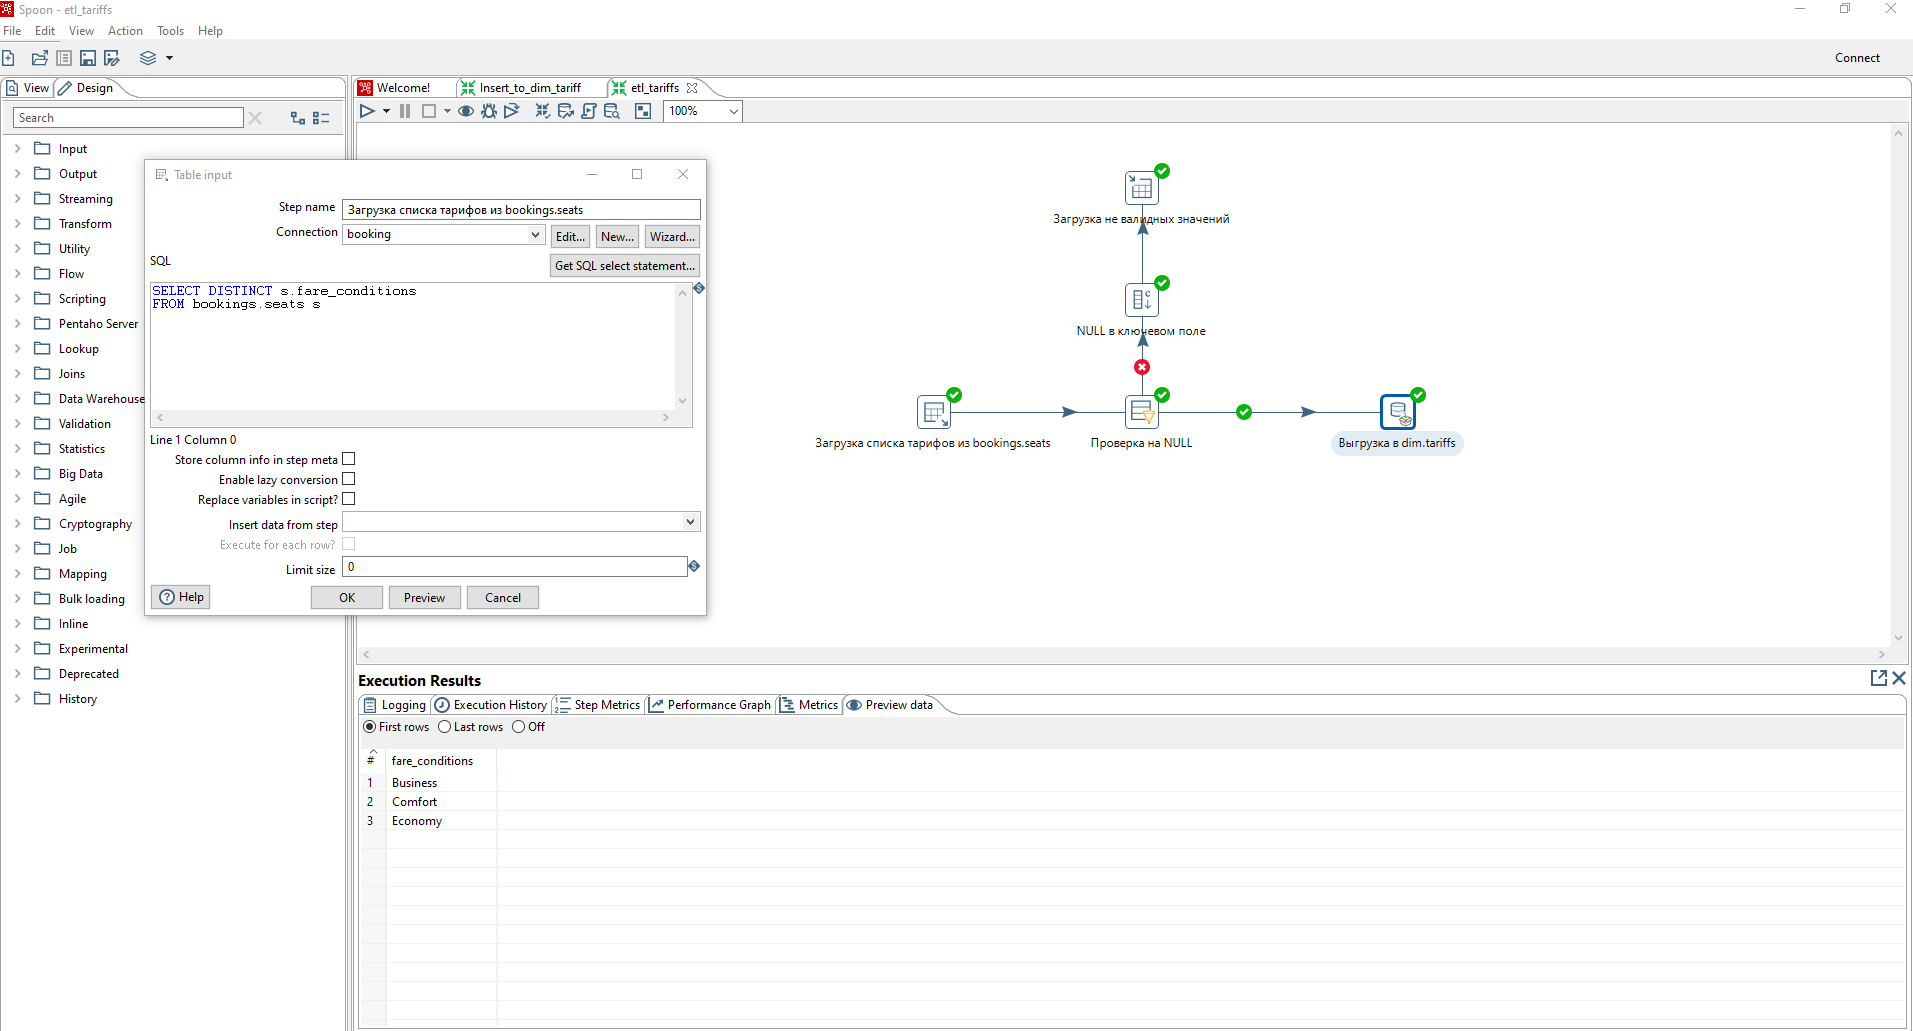 Spoon - etl_tariffs
File Edit View Action Tools Help
Connect
View Design
Welcome! Insert_to_dim_tariff etl_tariffs
100%
Search
Input
Output
Streaming
Transform
Utility
Flow
Scripting
Pentaho Server
Lookup
Joins
Data Warehouse
Validation
Statistics
Big Data
Agile
Cryptography
Job
Mapping
Bulk loading
Inline
Experimental
Deprecated
History
Table input
Step name Загрузка списка тарифов из bookings.seats
Connection booking Edit... New... Wizard...
SQL Get SQL select statement...
SELECT DISTINCT s.fare_conditions
FROM bookings.seats s
Line 1 Column 0
Store column info in step meta
Enable lazy conversion
Replace variables in script?
Insert data from step
Execute for each row?
Limit size 0
Help OK Preview Cancel
Загрузка не валидных значений
NULL в ключевом поле
Загрузка списка тарифов из bookings.seats Проверка на NULL Выгрузка в dim.tariffs
Execution Results
Logging Execution History Step Metrics Performance Graph Metrics Preview data
First rows Last rows Off
# fare_conditions
1 Business
2 Comfort
3 Economy